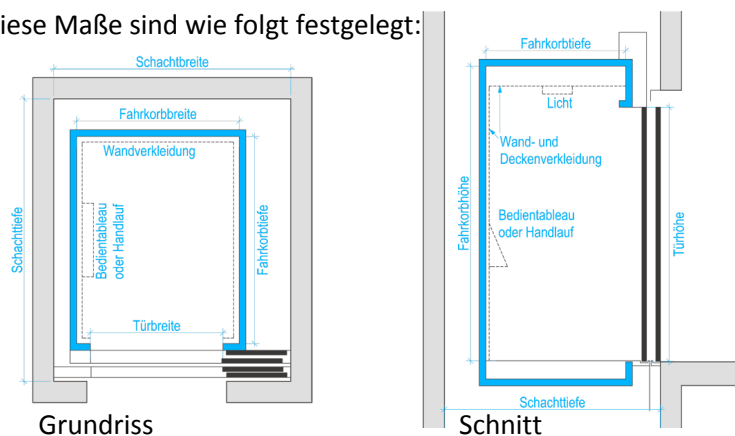 iese Maße sind wie folgt festgelegt:
Schachtbreite
Fahrkorbbreite
Wandverkleidung
Schachttiefe
Bedientableau
oder Handlauf
Fahrkorbtiefe
Türbreite
Grundriss
Fahrkorbtiefe
Licht
Wand- und
Deckenverkleidung
Fahrkorbhöhe
Bedientableau
oder Handlauf
Türhöhe
Schachttiefe
Schnitt